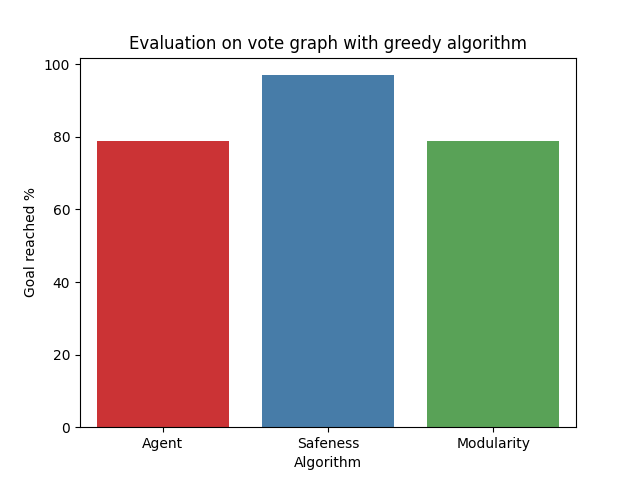 Evaluation on vote graph with greedy algorithm
Goal reached %
100
80
60
40
20
0
Agent
Safeness
Modularity
Algorithm